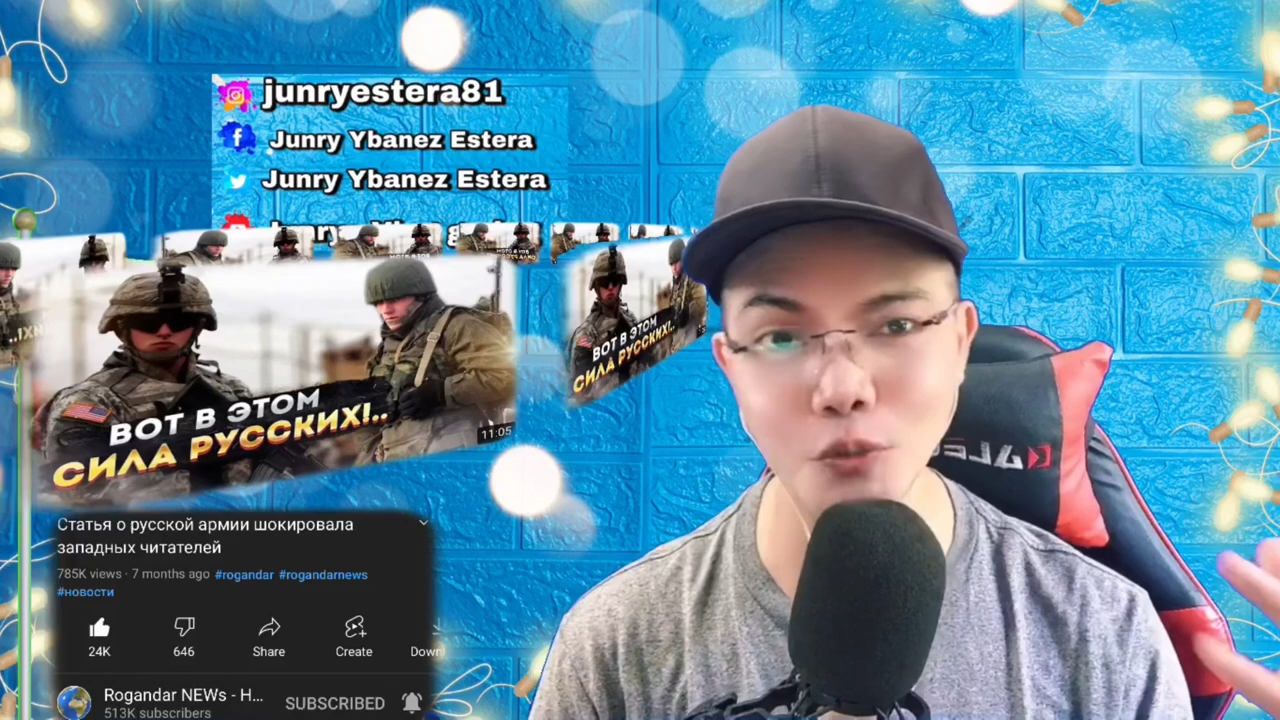 junryestera81
Junry Ybanez Estera
Junry Ybanez Estera
ВОТ В ЭТОМ
СИЛА РУССКИХ!..
11:05
ВОТ В ЭТОМ
СИЛА РУССКИХ!..
Статья о русской армии шокировала
западных читателей
785K views · 7 months ago #rogandar #rogandarnews
#новости
24K
646
Share
Create
Down
Rogandar NEWs - Н...
SUBSCRIBED
513K subscribers